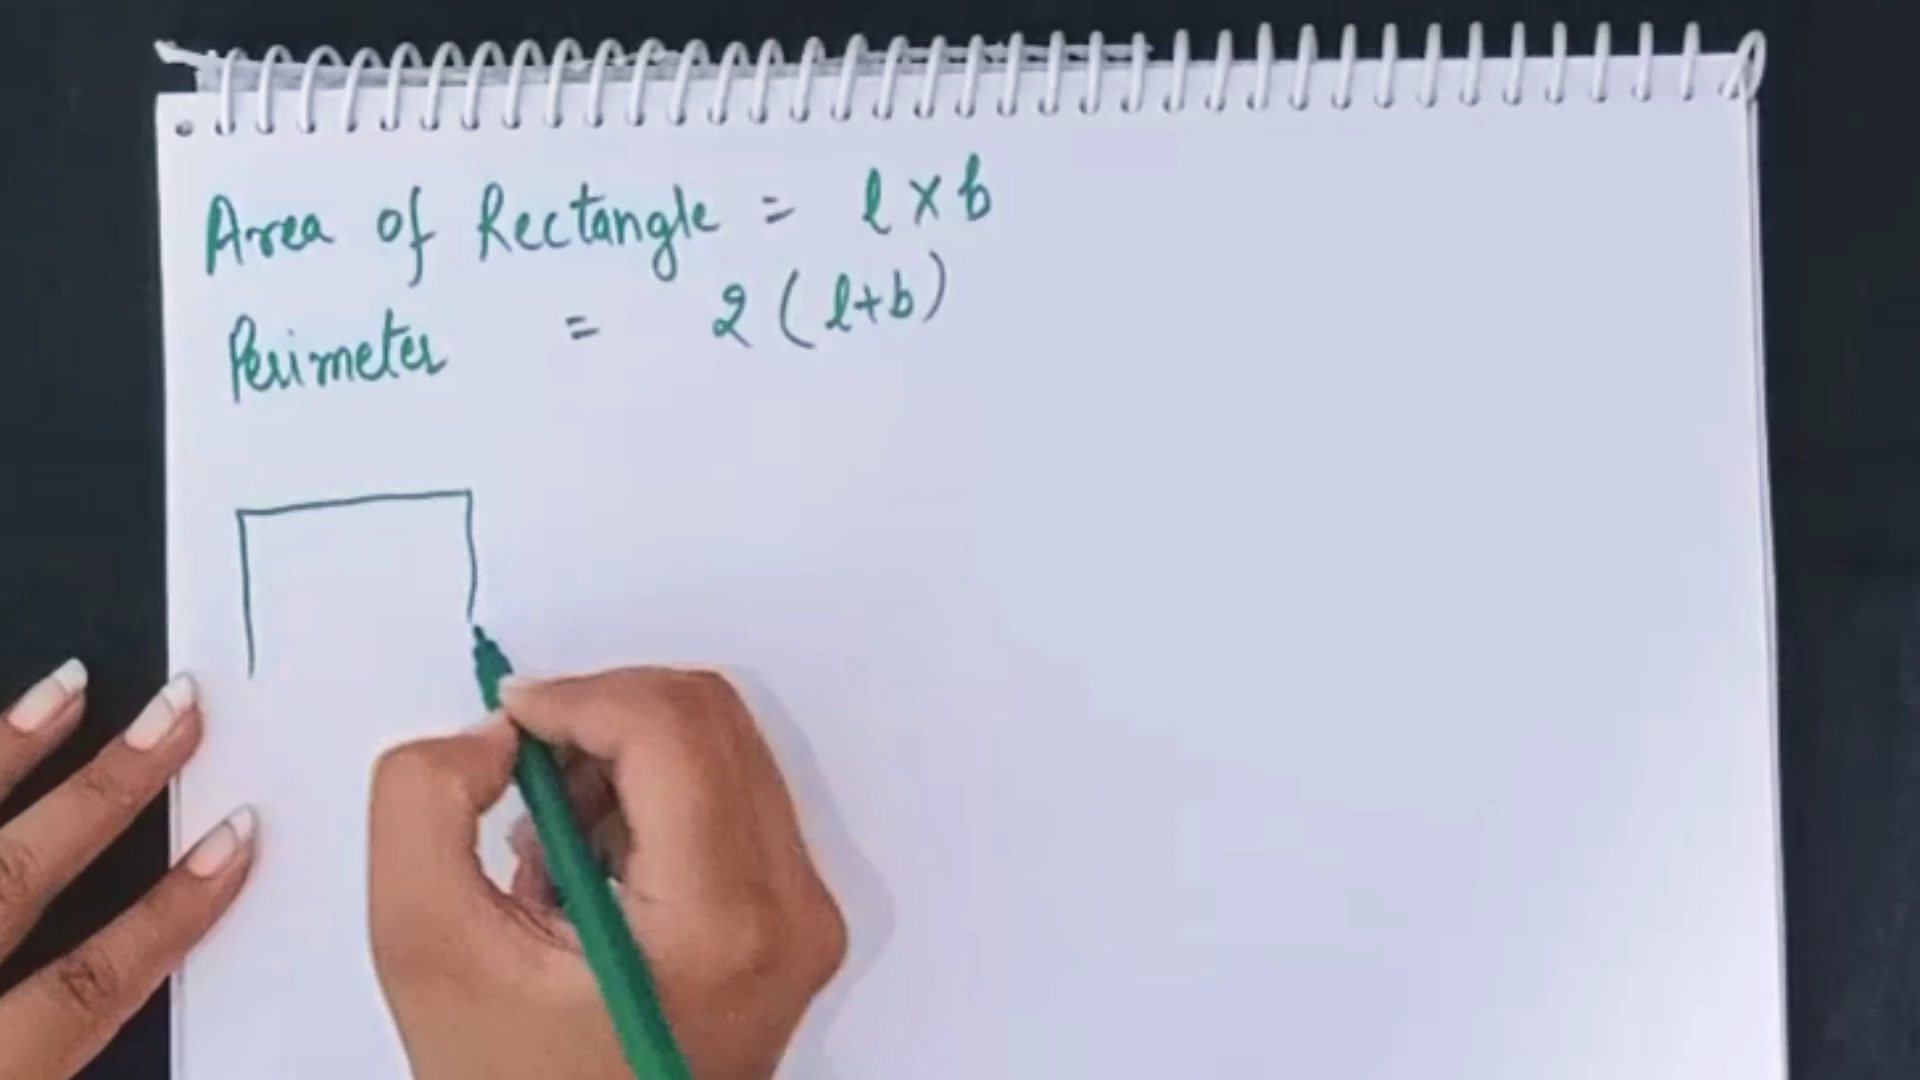 Area of Rectangle = l × b
Perimeter = 2 (l+b)